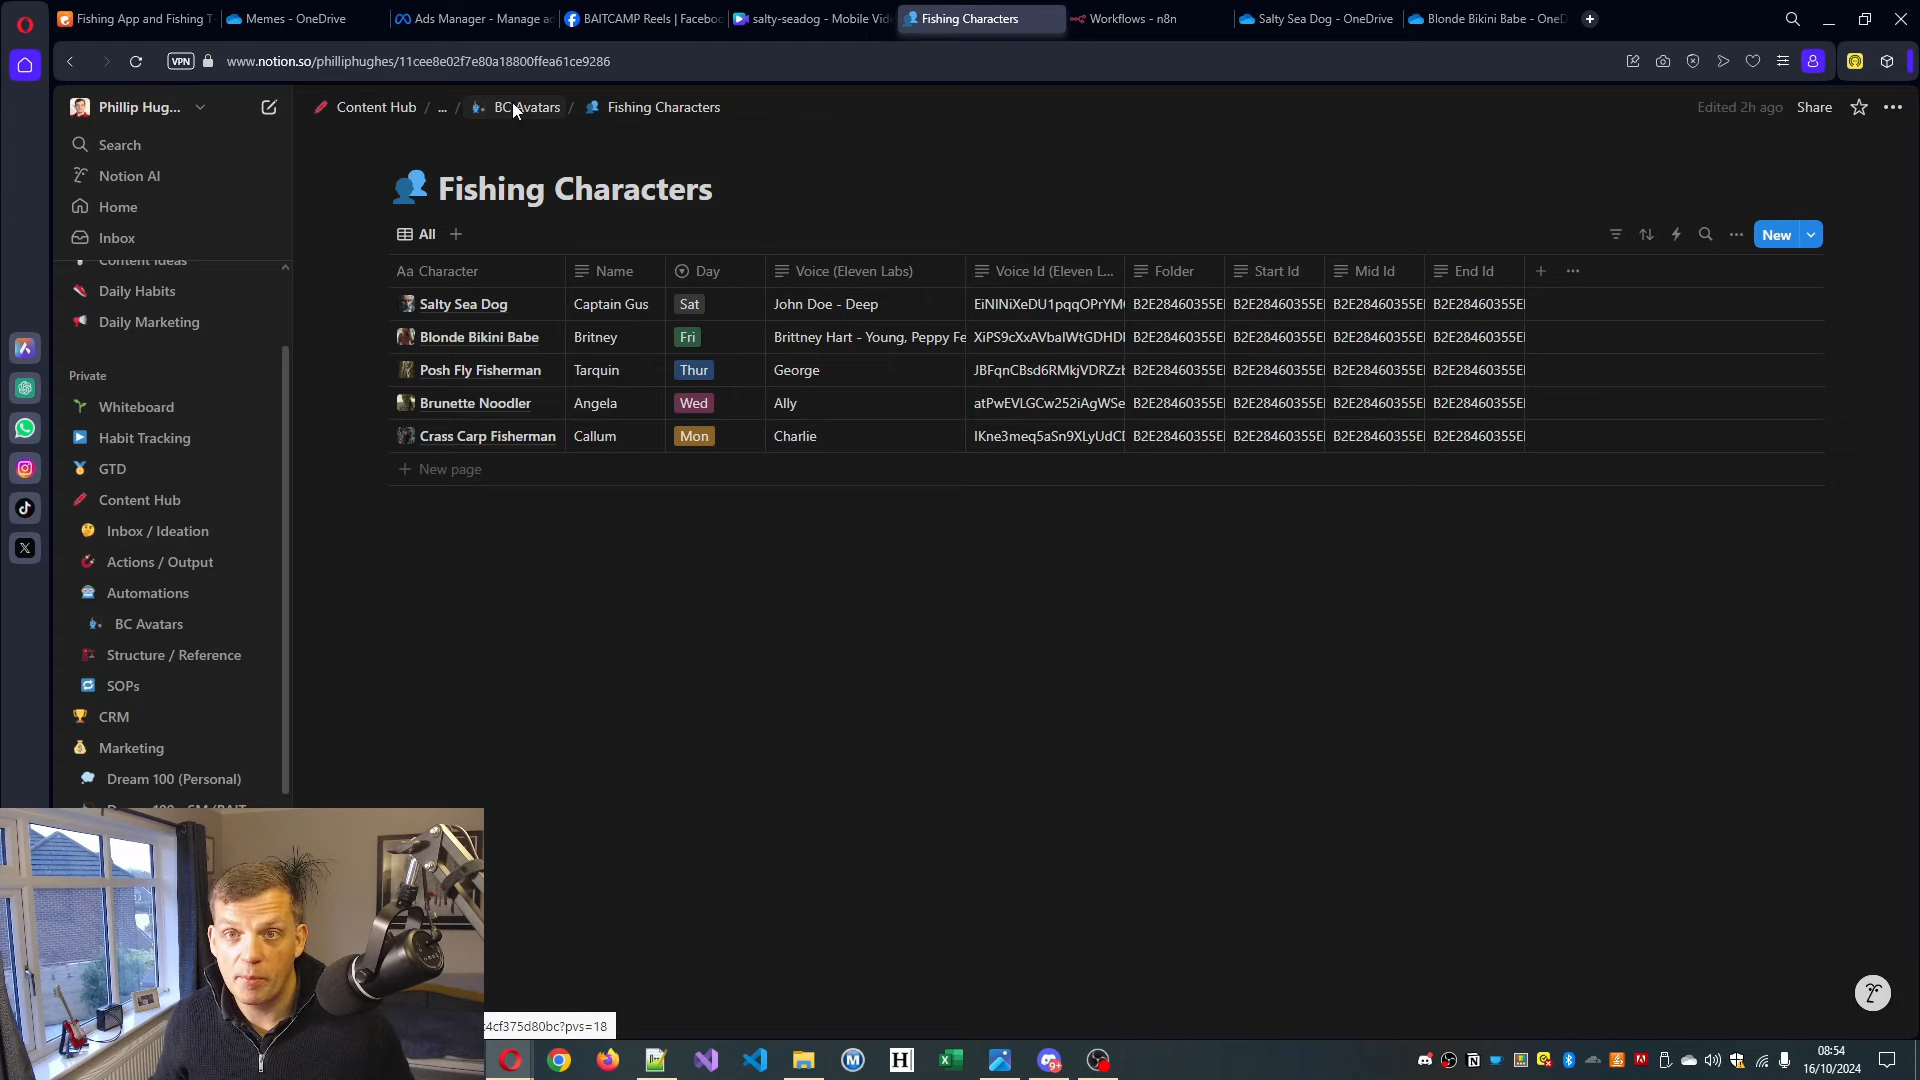 Fishing App and Fishing T
Memes - OneDrive
Ads Manager - Manage ad
BAITCAMP Reels | Faceboo
salty-seadog - Mobile Vide
Fishing Characters
Workflows - n8n
Salty Sea Dog - OneDrive
Blonde Bikini Babe - OneD
VPN
www.notion.so/philliphughes/11cee8e02f7e80a18800ffea61ce9286
Phillip Hug...
Content Hub / ... / BC Avatars / Fishing Characters
Edited 2h ago
Share
Search
Notion AI
Home
Inbox
Content Ideas
Daily Habits
Daily Marketing
Private
Whiteboard
Habit Tracking
GTD
Content Hub
Inbox / Ideation
Actions / Output
Automations
BC Avatars
Structure / Reference
SOPs
CRM
Marketing
Dream 100 (Personal)
Fishing Characters
All
New
Aa Character Name Day Voice (Eleven Labs) Voice Id (Eleven L... Folder Start Id Mid Id End Id
Salty Sea Dog Captain Gus Sat John Doe - Deep EiNINiXeDU1pqqOPrYM B2E28460355E B2E28460355E B2E28460355E B2E28460355E
Blonde Bikini Babe Britney Fri Brittney Hart - Young, Peppy Fe XiPS9cXxAVbaIWtGDHD B2E28460355E B2E28460355E B2E28460355E B2E28460355E
Posh Fly Fisherman Tarquin Thur George JBFqnCBsd6RMkjVDRZz B2E28460355E B2E28460355E B2E28460355E B2E28460355E
Brunette Noodler Angela Wed Ally atPwEVLGCw252iAgWSe B2E28460355E B2E28460355E B2E28460355E B2E28460355E
Crass Carp Fisherman Callum Mon Charlie IKne3meq5aSn9XLyUdC B2E28460355E B2E28460355E B2E28460355E B2E28460355E
New page
4cf375d80bc?pvs=18
08:54
16/10/2024